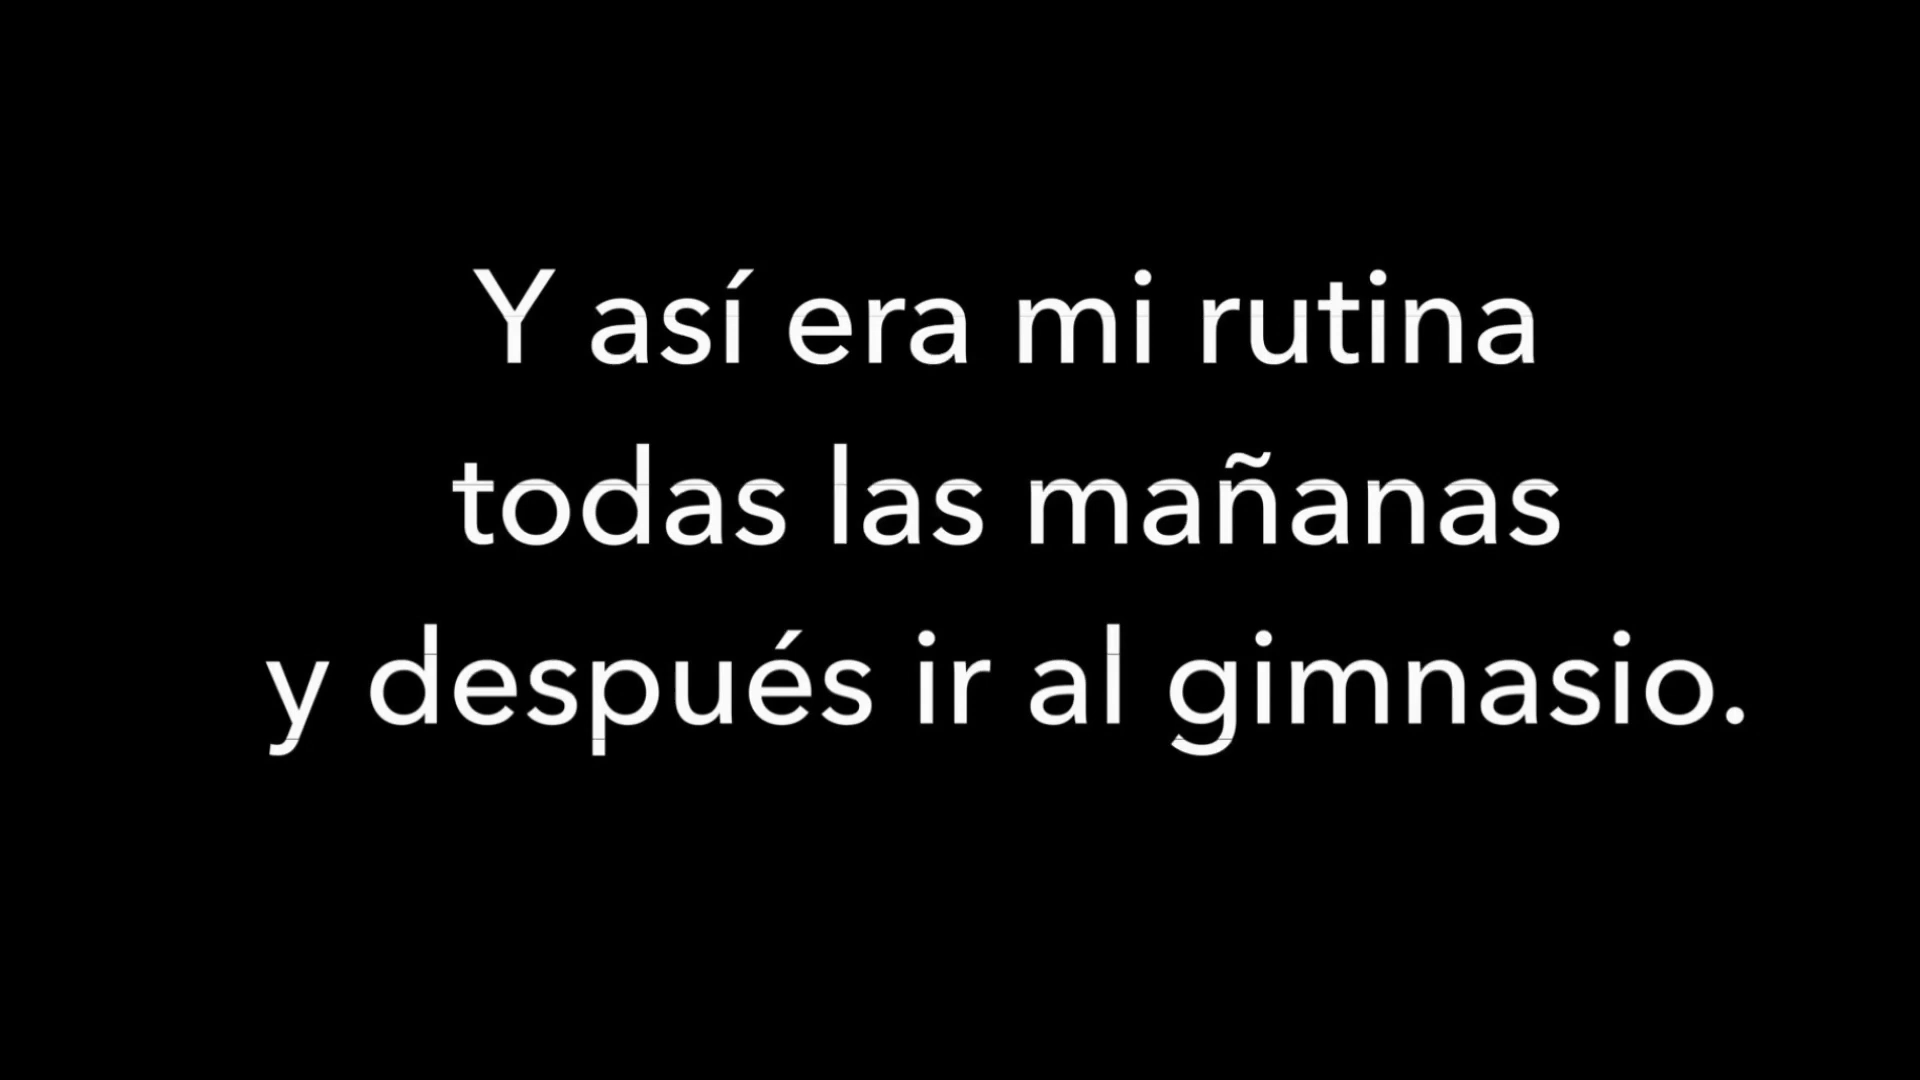 Y así era mi rutina
todas las mañanas
y después ir al gimnasio.